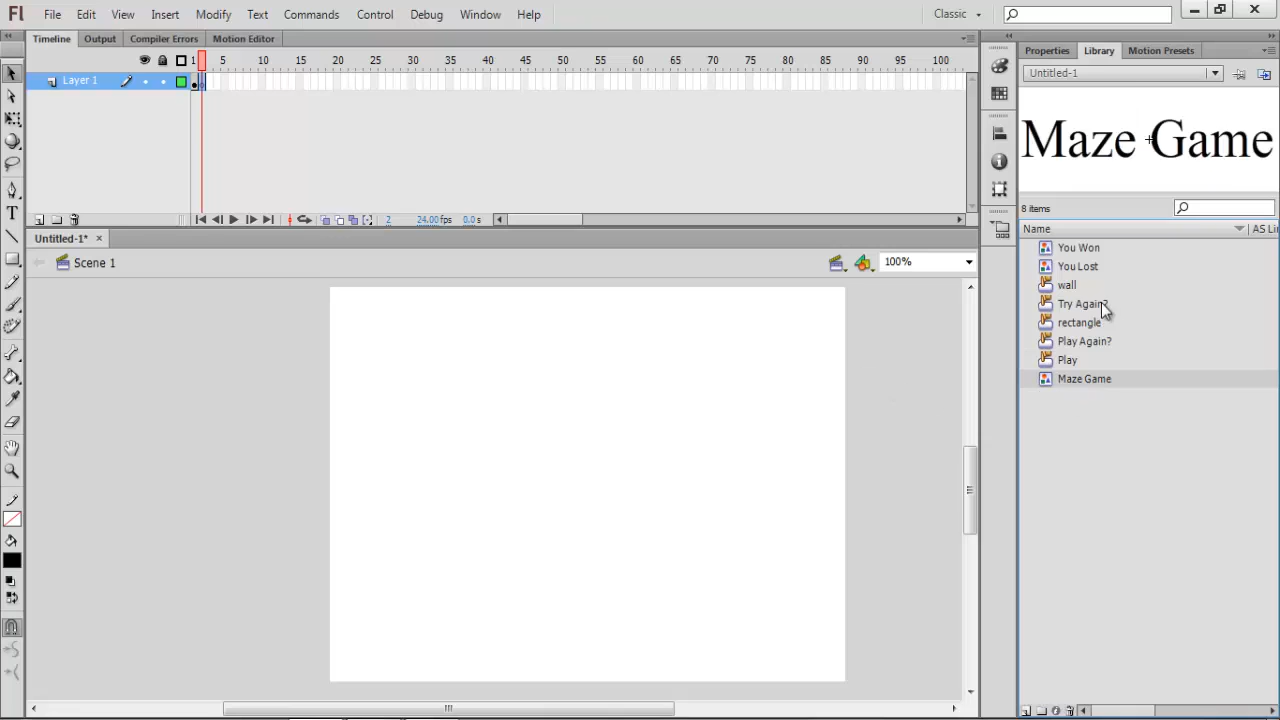 Fl File Edit View Insert Modify Text Commands Control Debug Window Help Classic
Timeline Output Compiler Errors Motion Editor
1 5 10 15 20 25 30 35 40 45 50 55 60 65 70 75 80 85 90 95 100
Layer 1
2 24.00fps 0.0s
Untitled-1*
Scene 1
100%
Properties Library Motion Presets
Untitled-1
Maze Game
8 items
Name AS Li
You Won
You Lost
wall
Try Again?
rectangle
Play Again?
Play
Maze Game